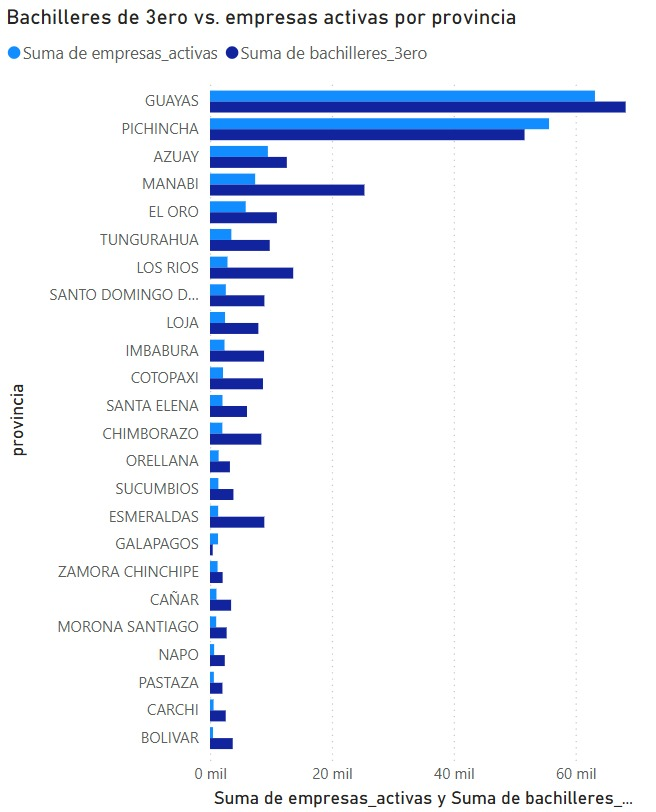 Bachilleres de 3ero vs. empresas activas por provincia
Suma de empresas_activas Suma de bachilleres_3ero
GUAYAS
PICHINCHA
AZUAY
MANABI
EL ORO
TUNGURAHUA
LOS RIOS
SANTO DOMINGO D...
LOJA
IMBABURA
COTOPAXI
SANTA ELENA
CHIMBORAZO
ORELLANA
SUCUMBIOS
ESMERALDAS
GALAPAGOS
ZAMORA CHINCHIPE
CAÑAR
MORONA SANTIAGO
NAPO
PASTAZA
CARCHI
BOLIVAR
provincia
0 mil 20 mil 40 mil 60 mil
Suma de empresas_activas y Suma de bachilleres_...